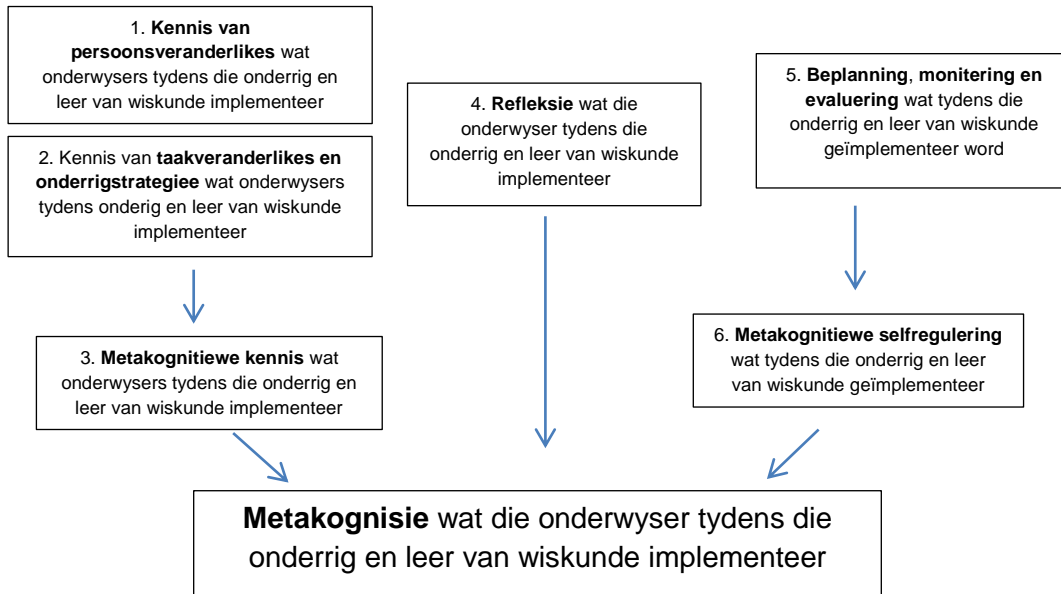 1. Kennis van
persoonsveranderlikes wat
onderwysers tydens die onderrig en
leer van wiskunde implementeer
2. Kennis van taakveranderlikes en
onderrigstrategiee wat onderwysers
tydens onderig en leer van wiskunde
implementeer
3. Metakognitiewe kennis wat
onderwysers tydens die onderrig en
leer van wiskunde implementeer
4. Refleksie wat die
onderwyser tydens die
onderrig en leer van wiskunde
implementeer
5. Beplanning, monitering en
evaluering wat tydens die
onderrig en leer van wiskunde
geïmplementeer word
6. Metakognitiewe selfregulering
wat tydens die onderrig en leer
van wiskunde geïmplementeer
Metakognisie wat die onderwyser tydens die
onderrig en leer van wiskunde implementeer